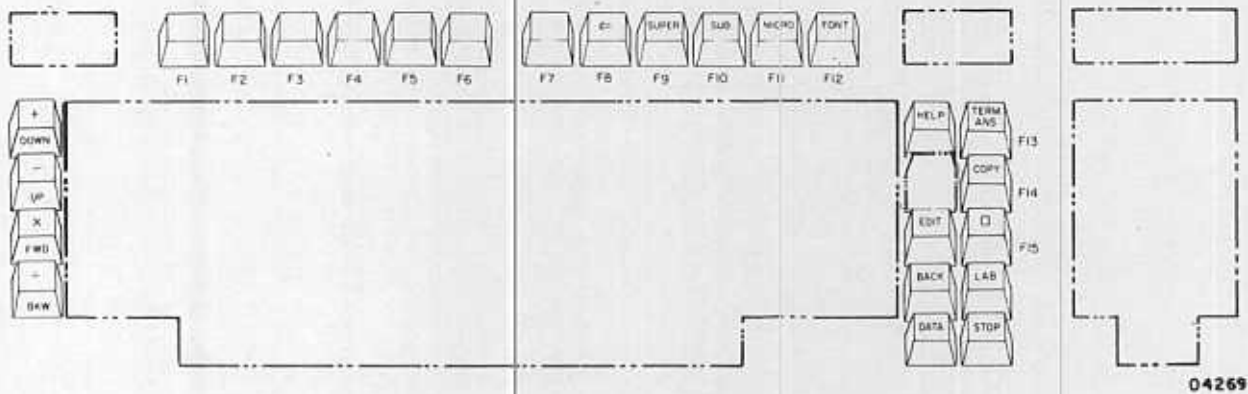 ¢= SUPER SUB MICRO FONT
F1 F2 F3 F4 F5 F6 F7 F8 F9 F10 F11 F12
+
DOWN
−
UP
×
FWD
÷
BKW
HELP TERM ANS F13
COPY F14
EDIT □ F15
BACK LAB
DATA STOP
04269